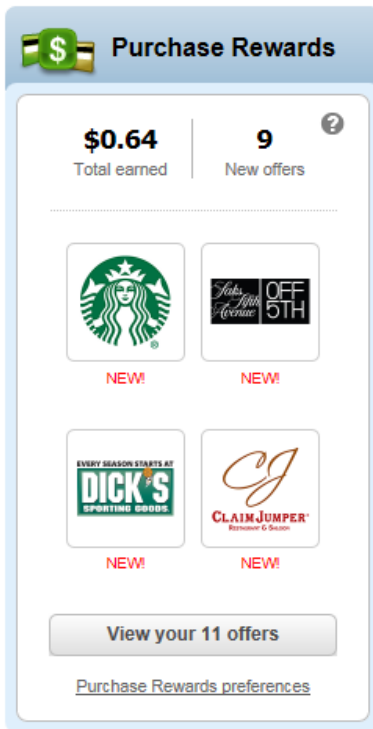 $ Purchase Rewards
?
$0.64 9
Total earned New offers
Saks Fifth Avenue OFF 5TH
®
NEW! NEW!
EVERY SEASON STARTS AT
DICK'S
SPORTING GOODS.
CJ
CLAIM JUMPER®
RESTAURANT & SALOON
NEW! NEW!
View your 11 offers
Purchase Rewards preferences